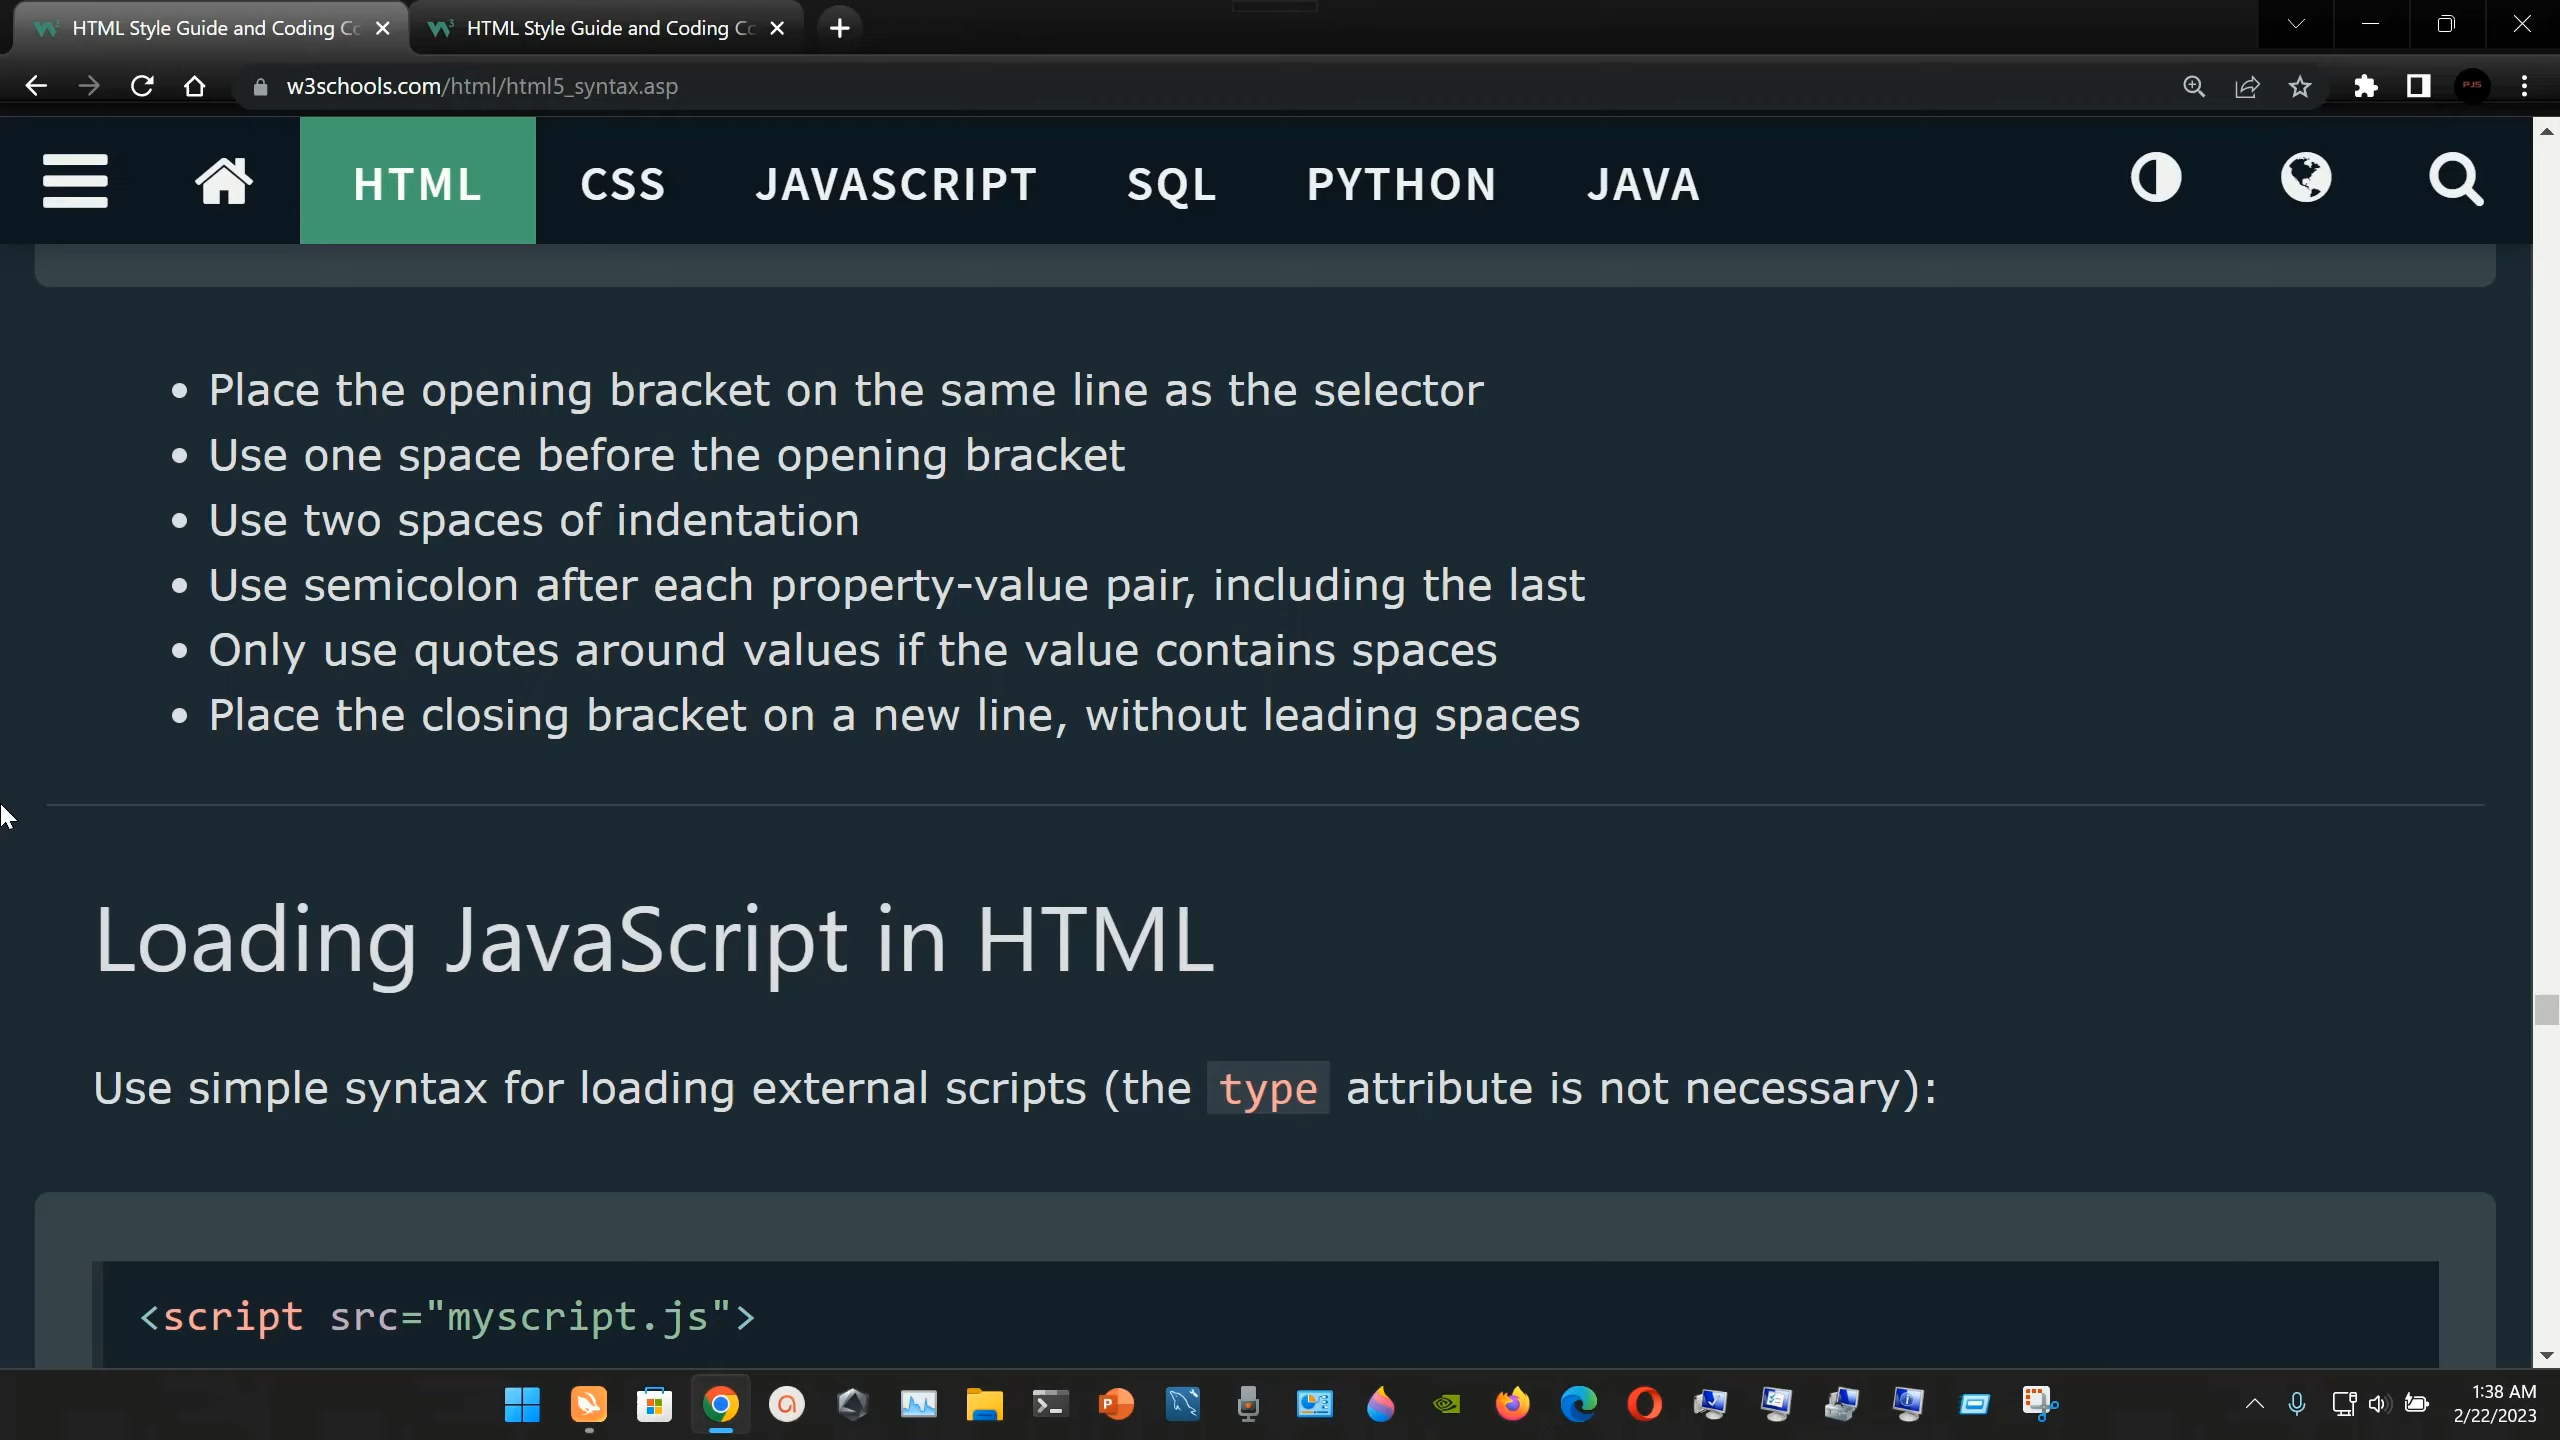 HTML Style Guide and Coding Co
HTML Style Guide and Coding Co
w3schools.com/html/html5_syntax.asp
PJS
HTML CSS JAVASCRIPT SQL PYTHON JAVA
• Place the opening bracket on the same line as the selector
• Use one space before the opening bracket
• Use two spaces of indentation
• Use semicolon after each property-value pair, including the last
• Only use quotes around values if the value contains spaces
• Place the closing bracket on a new line, without leading spaces
Loading JavaScript in HTML
Use simple syntax for loading external scripts (the type attribute is not necessary):
<script src="myscript.js">
1:38 AM
2/22/2023